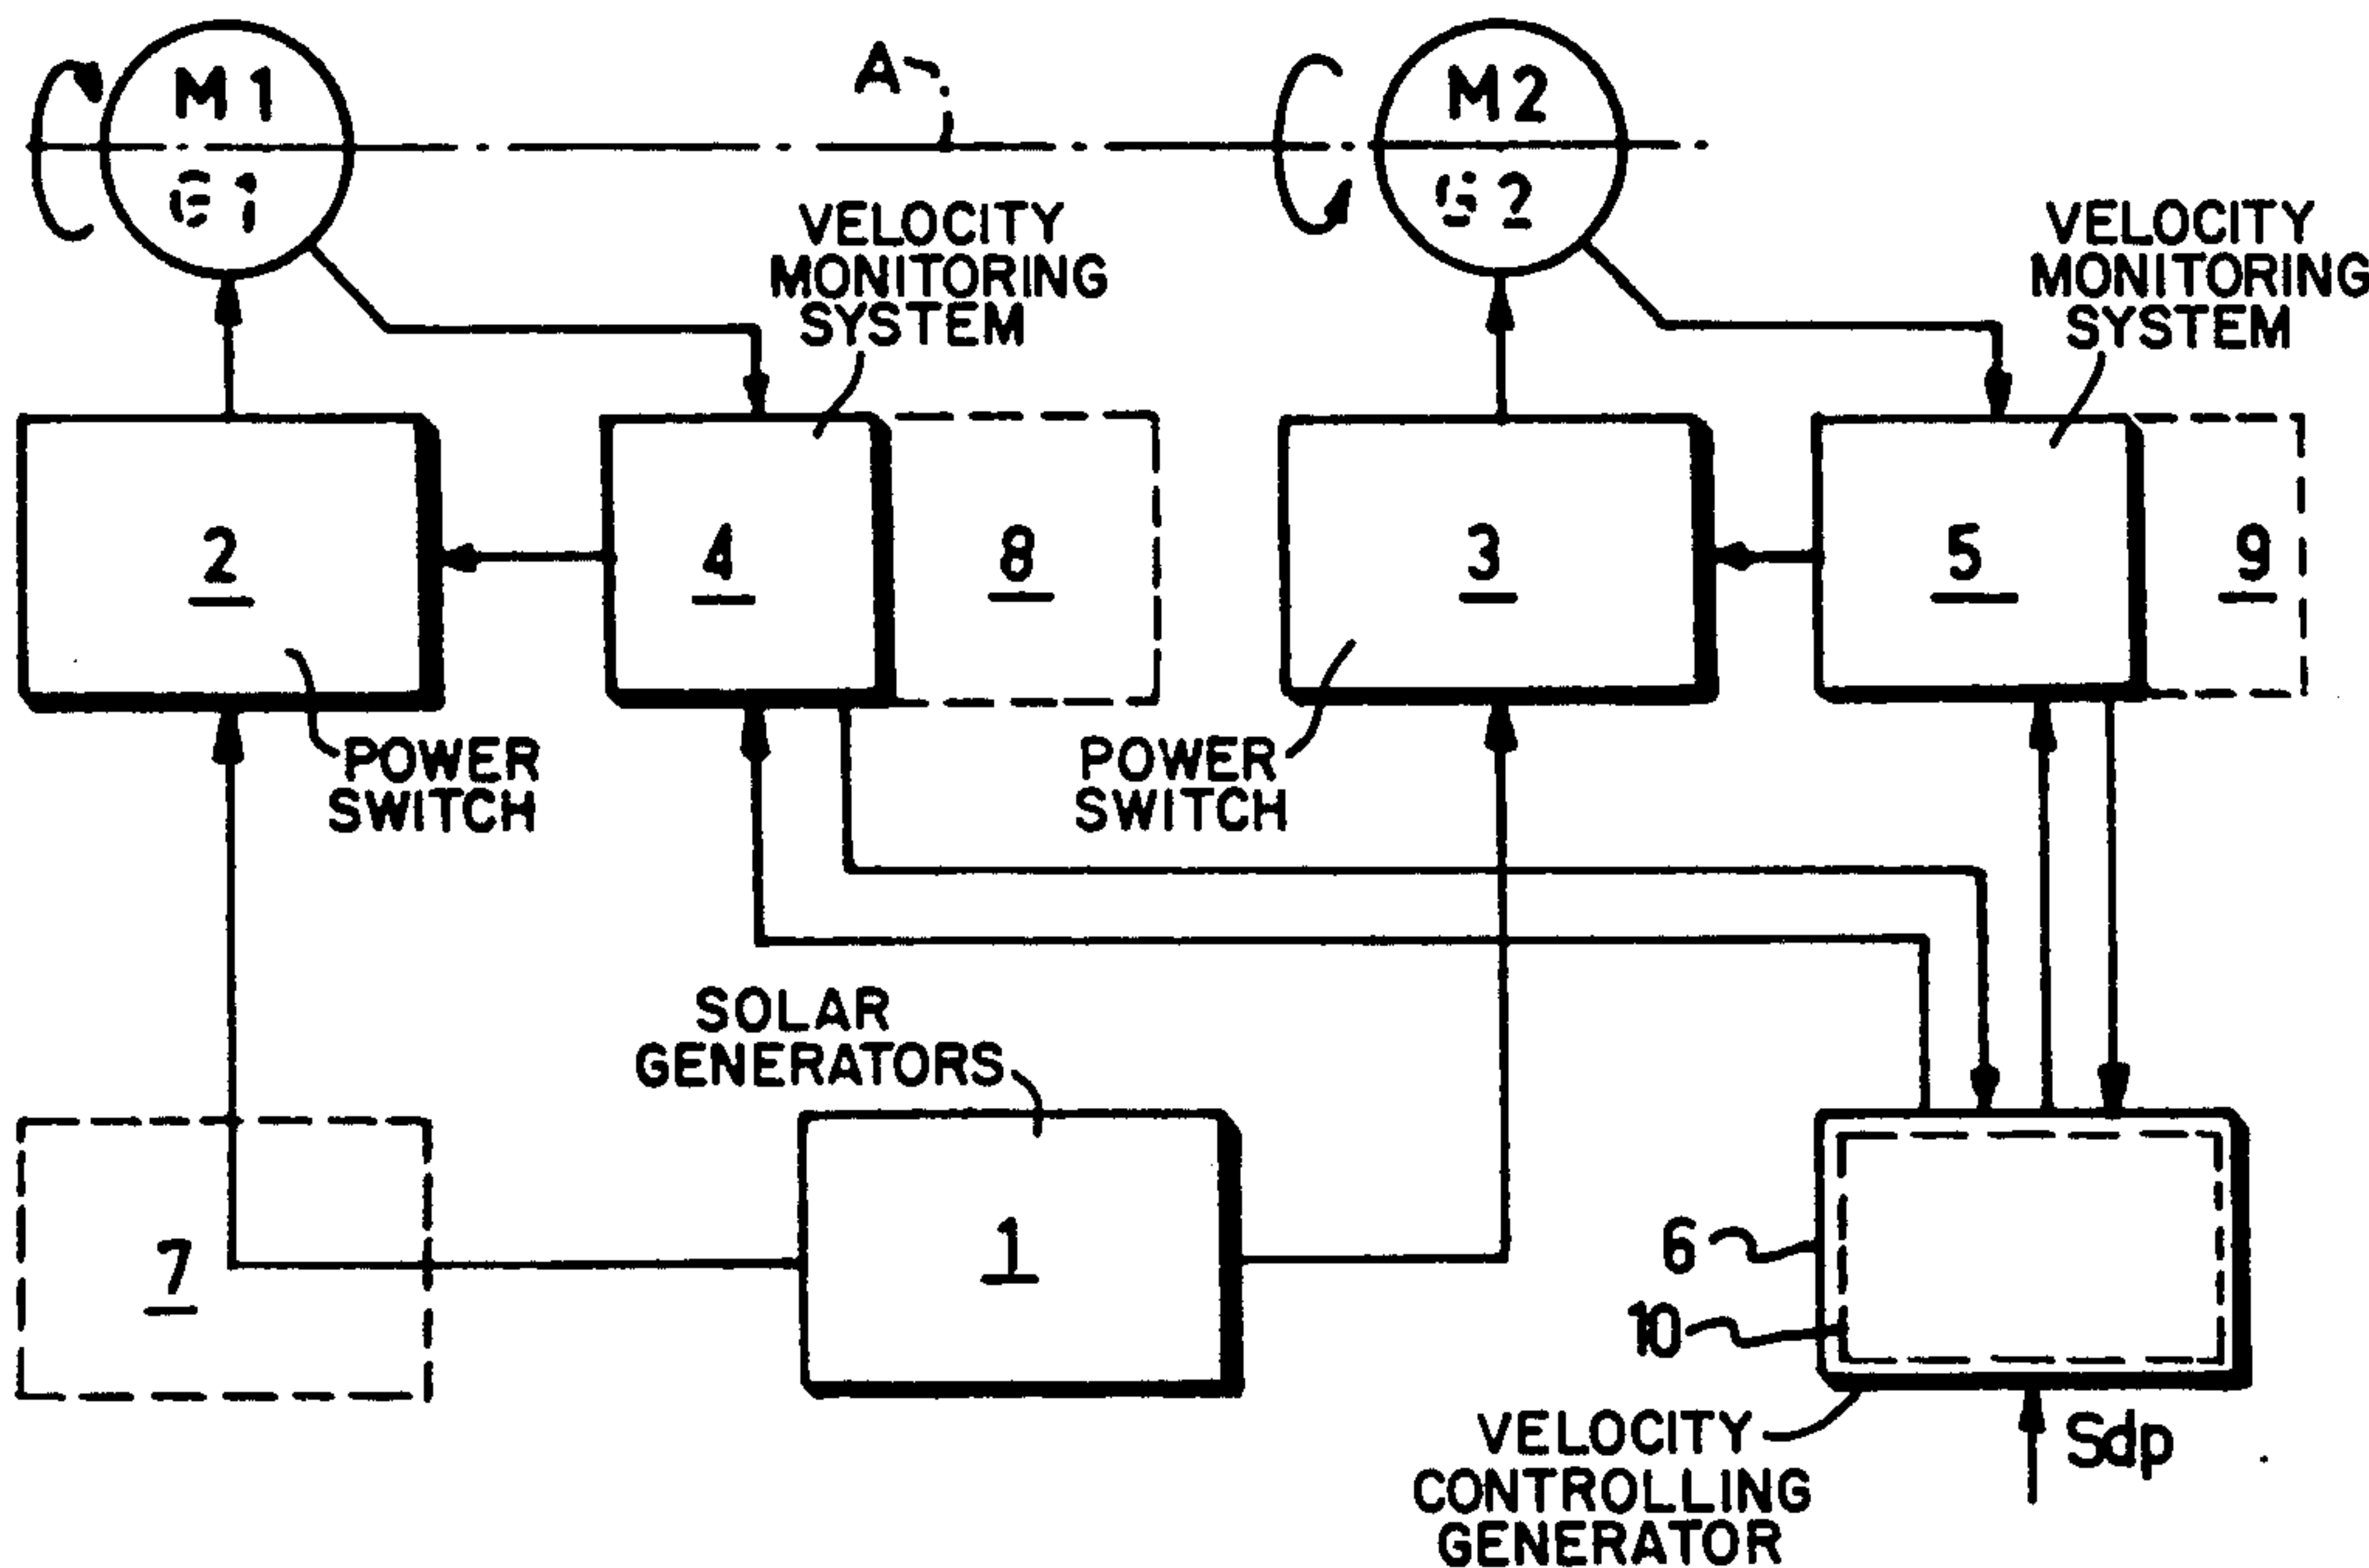 M1
A
M2
G1
G2
VELOCITY
MONITORING
SYSTEM
VELOCITY
MONITORING
SYSTEM
2
4
8
3
5
9
POWER
SWITCH
POWER
SWITCH
SOLAR
GENERATORS
7
1
6
10
VELOCITY
CONTROLLING
GENERATOR
Sdp